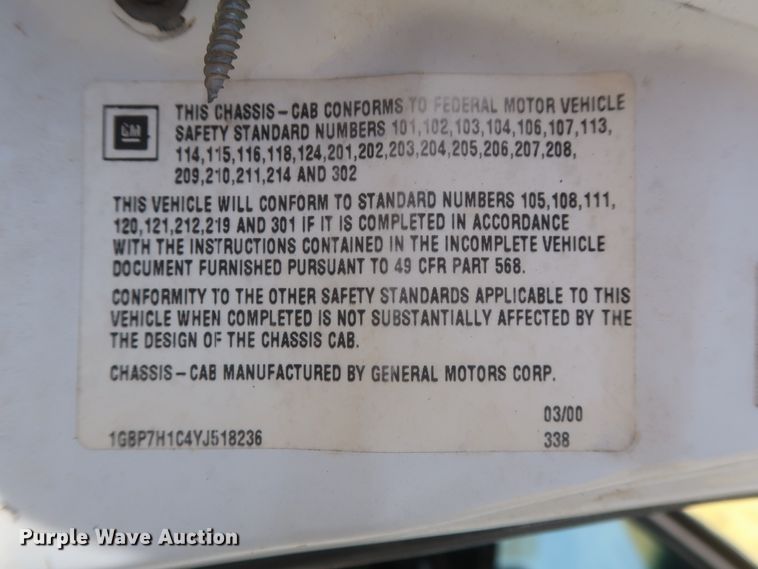 GM
THIS CHASSIS-CAB CONFORMS TO FEDERAL MOTOR VEHICLE
SAFETY STANDARD NUMBERS 101,102,103,104,106,107,113,
114,115,116,118,124,201,202,203,204,205,206,207,208,
209,210,211,214 AND 302
THIS VEHICLE WILL CONFORM TO STANDARD NUMBERS 105,108,111,
120,121,212,219 AND 301 IF IT IS COMPLETED IN ACCORDANCE
WITH THE INSTRUCTIONS CONTAINED IN THE INCOMPLETE VEHICLE
DOCUMENT FURNISHED PURSUANT TO 49 CFR PART 568.
CONFORMITY TO THE OTHER SAFETY STANDARDS APPLICABLE TO THIS
VEHICLE WHEN COMPLETED IS NOT SUBSTANTIALLY AFFECTED BY THE
THE DESIGN OF THE CHASSIS CAB.
CHASSIS-CAB MANUFACTURED BY GENERAL MOTORS CORP.
03/00
1GBP7H1C4YJ518236 338
Purple Wave Auction